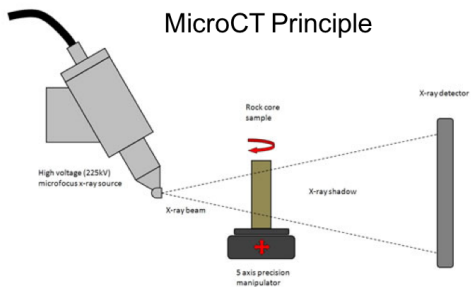 MicroCT Principle
X-ray detector
Rock core
sample
High voltage (225kV)
microfocus x-ray source
X-ray beam
X-ray shadow
5 axis precision
manipulator